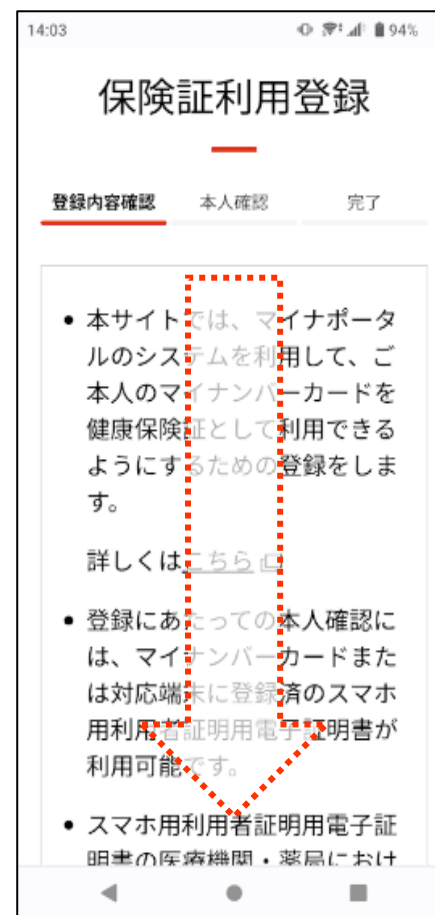 14:03
94%
保険証利用登録
登録内容確認 本人確認 完了
• 本サイトでは、マイナポータ
ルのシステムを利用して、ご
本人のマイナンバーカードを
健康保険証として利用できる
ようにするための登録をしま
す。
詳しくはこちら
• 登録にあたっての本人確認に
は、マイナンバーカードまた
は対応端末に登録済のスマホ
用利用者証明用電子証明書が
利用可能です。
• スマホ用利用者証明用電子証
明書の医療機関・薬局におけ